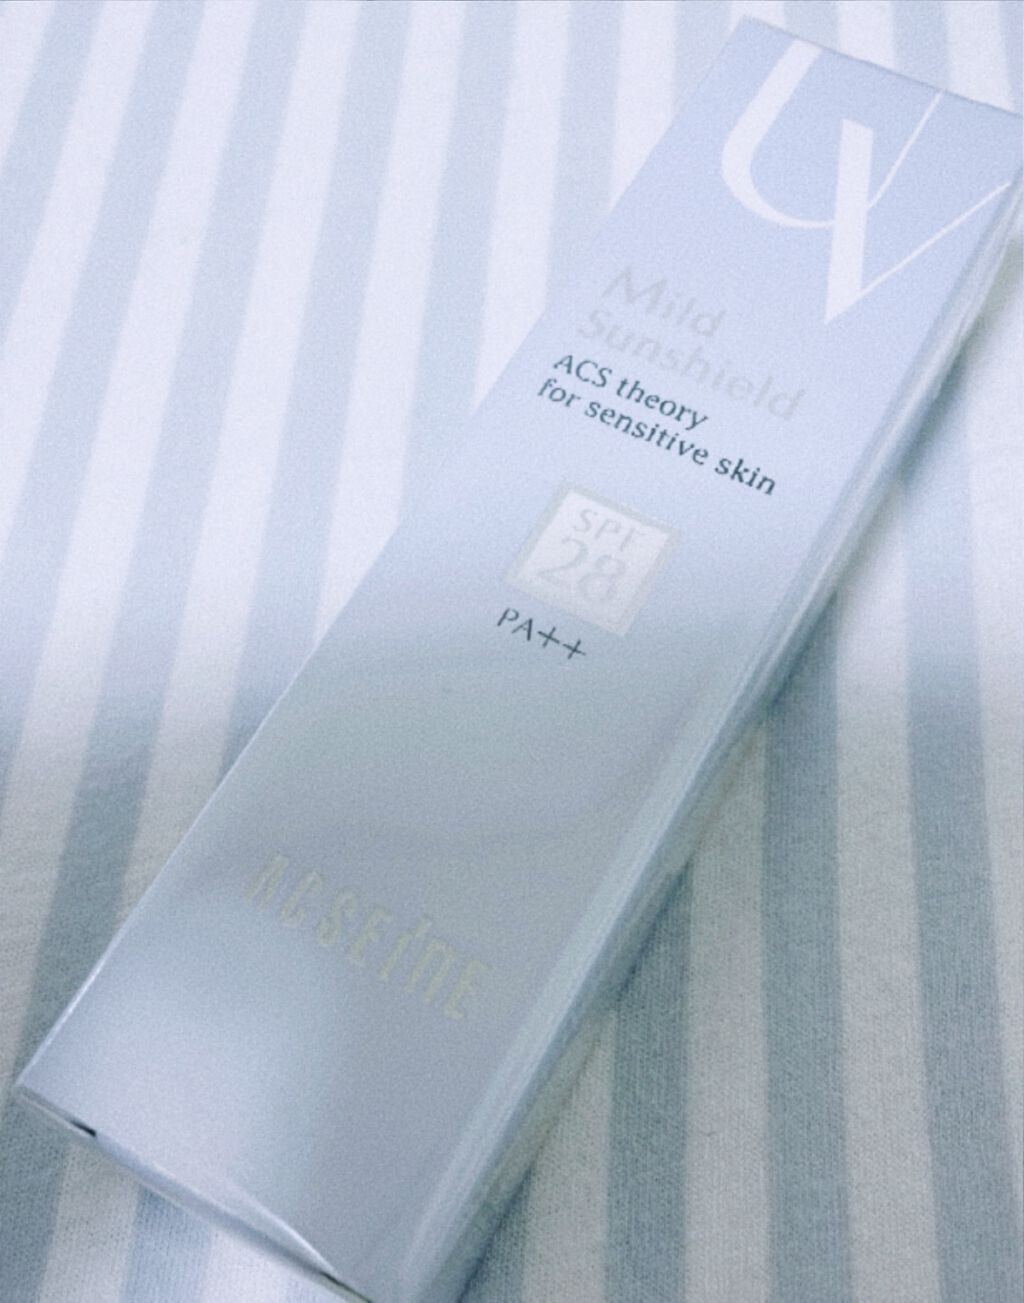 UV
Mild
Sunshield
ACS theory
for sensitive skin
SPF
28
PA++
ACSEINE